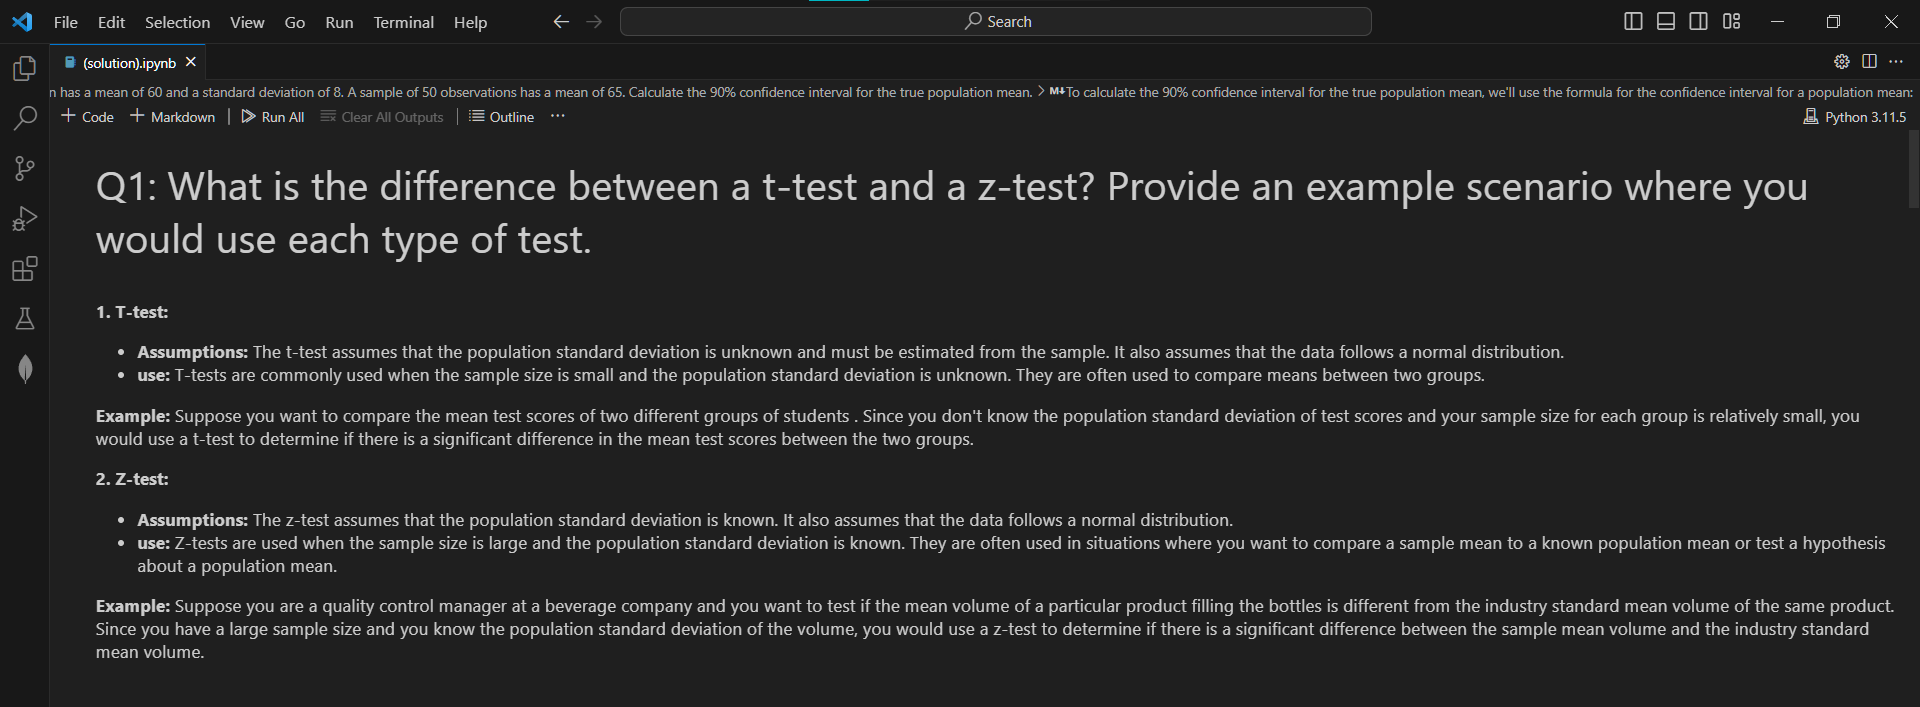 File Edit Selection View Go Run Terminal Help Search
(solution).ipynb
n has a mean of 60 and a standard deviation of 8. A sample of 50 observations has a mean of 65. Calculate the 90% confidence interval for the true population mean. > M↓To calculate the 90% confidence interval for the true population mean, we'll use the formula for the confidence interval for a population mean:
+ Code + Markdown | Run All Clear All Outputs | Outline ... Python 3.11.5
Q1: What is the difference between a t-test and a z-test? Provide an example scenario where you
would use each type of test.
1. T-test:
• Assumptions: The t-test assumes that the population standard deviation is unknown and must be estimated from the sample. It also assumes that the data follows a normal distribution.
• use: T-tests are commonly used when the sample size is small and the population standard deviation is unknown. They are often used to compare means between two groups.
Example: Suppose you want to compare the mean test scores of two different groups of students . Since you don't know the population standard deviation of test scores and your sample size for each group is relatively small, you
would use a t-test to determine if there is a significant difference in the mean test scores between the two groups.
2. Z-test:
• Assumptions: The z-test assumes that the population standard deviation is known. It also assumes that the data follows a normal distribution.
• use: Z-tests are used when the sample size is large and the population standard deviation is known. They are often used in situations where you want to compare a sample mean to a known population mean or test a hypothesis
about a population mean.
Example: Suppose you are a quality control manager at a beverage company and you want to test if the mean volume of a particular product filling the bottles is different from the industry standard mean volume of the same product.
Since you have a large sample size and you know the population standard deviation of the volume, you would use a z-test to determine if there is a significant difference between the sample mean volume and the industry standard
mean volume.